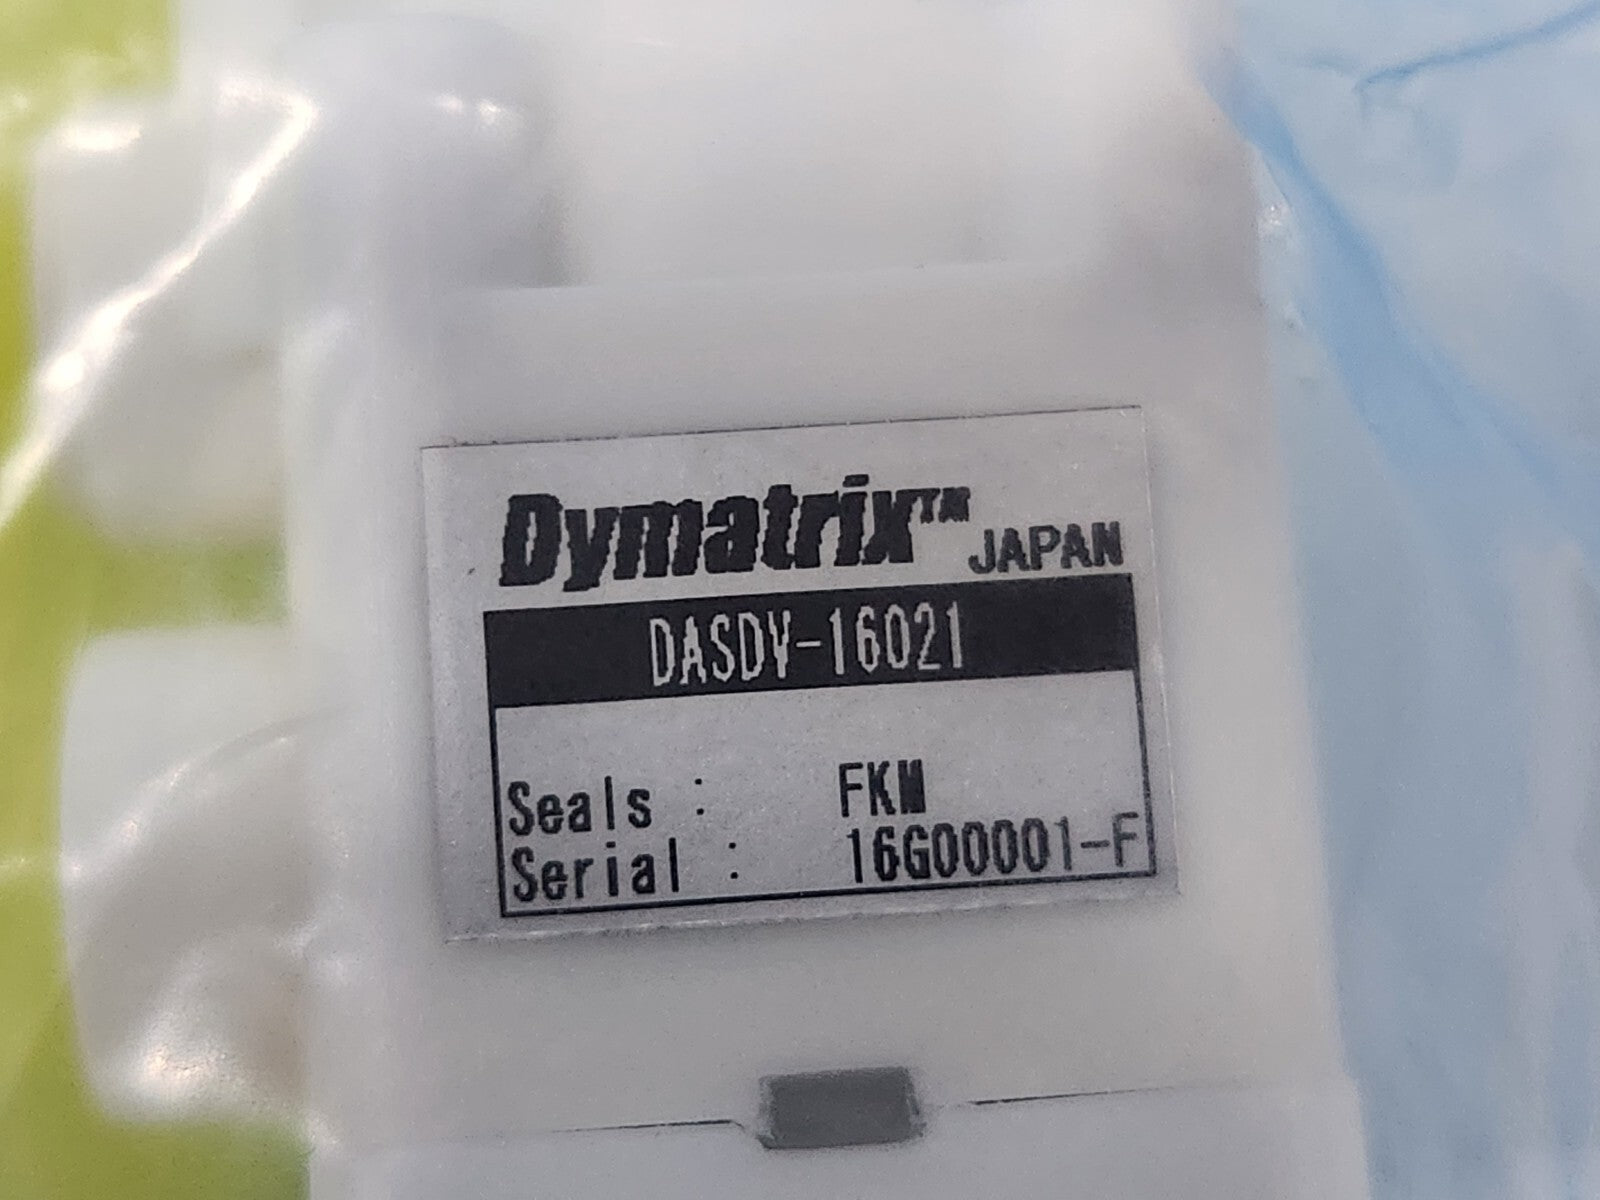 Dymatrix™ JAPAN
DASDV-16021
Seals : FKM
Serial : 16G00001-F